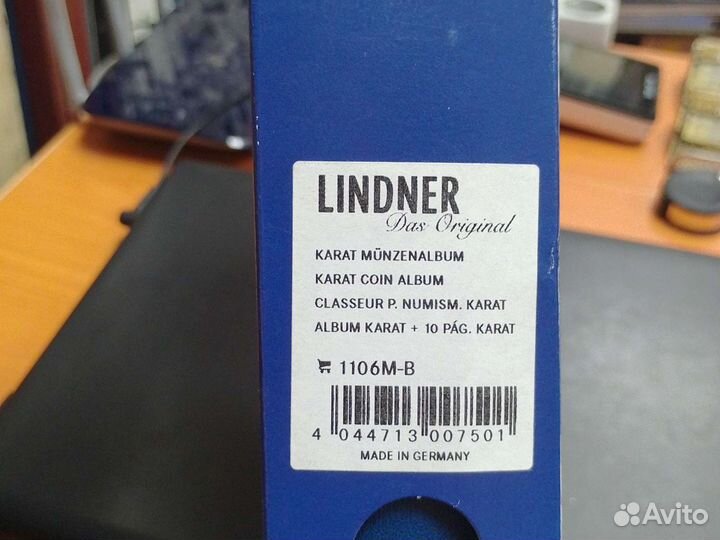 LINDNER
Das Original
KARAT MÜNZENALBUM
KARAT COIN ALBUM
CLASSEUR P. NUMISM. KARAT
ALBUM KARAT + 10 PÁG. KARAT
1106M-B
4 044713 007501
MADE IN GERMANY
Avito